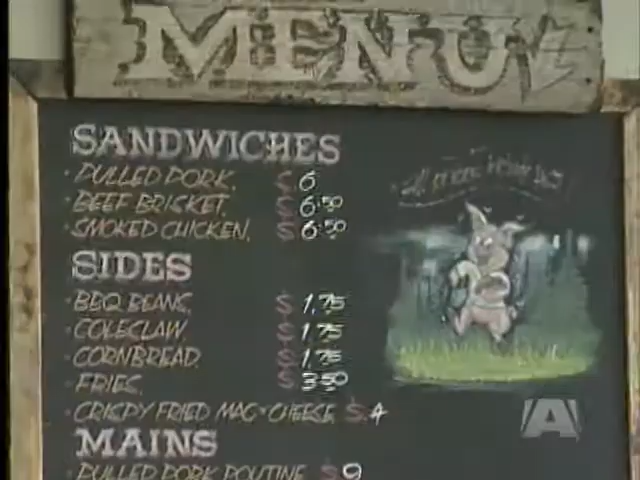 MENU
SANDWICHES
· PULLED PORK. $ 6
· BEEF BRISKET. $ 6.50
· SMOKED CHICKEN. $ 6.50
SIDES
· BBQ BEANS. $ 1.75
· COLECLAW $ 1.75
· CORNBREAD. $ 1.75
· FRIES. $ 3.50
· CRISPY FRIED MAC+CHEESE $.4
MAINS
· PULLED PORK POUTINE $ 9
A